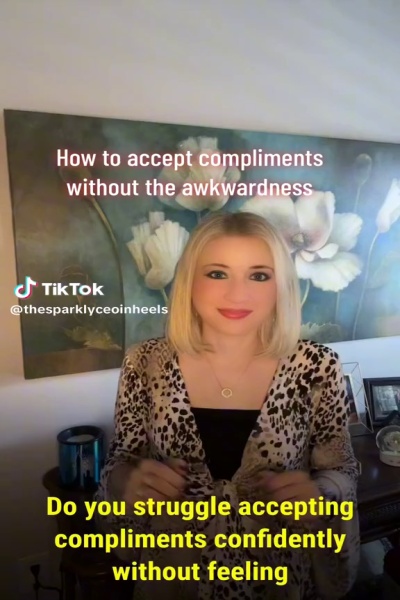 How to accept compliments
without the awkwardness
TikTok
@thesparklyceoinheels
Do you struggle accepting
compliments confidently
without feeling